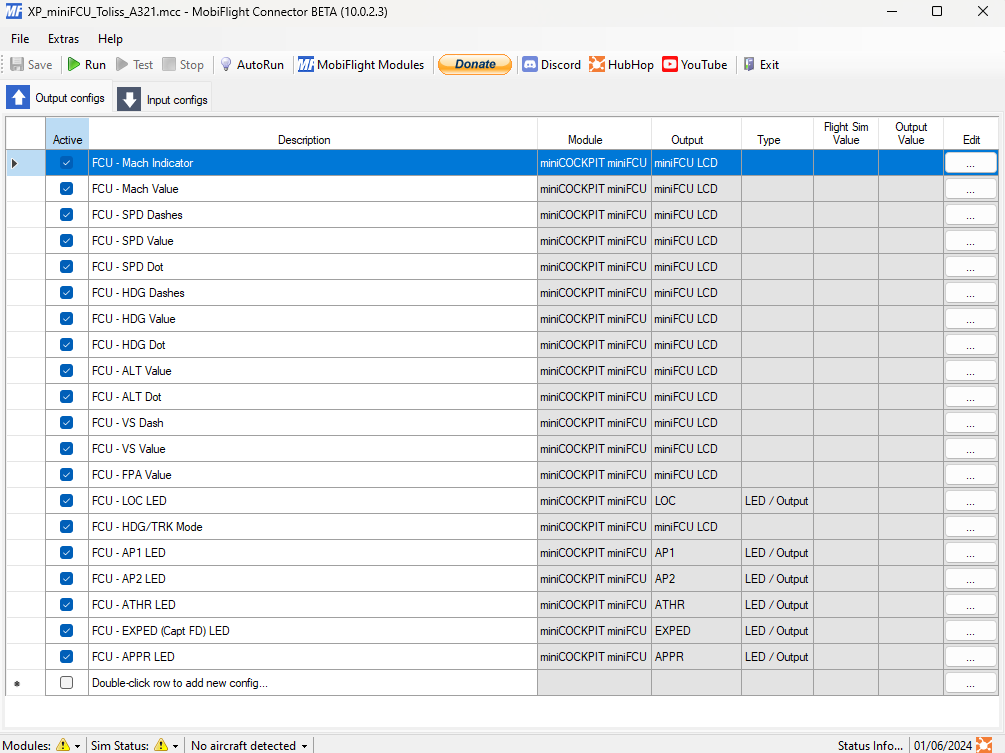 MF XP_miniFCU_Toliss_A321.mcc - MobiFlight Connector BETA (10.0.2.3)
File Extras Help
Save Run Test Stop AutoRun MF MobiFlight Modules Donate Discord HubHop YouTube Exit
Output configs Input configs
Active Description Module Output Type Flight Sim Value Output Value Edit
FCU - Mach Indicator miniCOCKPIT miniFCU miniFCU LCD ...
FCU - Mach Value miniCOCKPIT miniFCU miniFCU LCD ...
FCU - SPD Dashes miniCOCKPIT miniFCU miniFCU LCD ...
FCU - SPD Value miniCOCKPIT miniFCU miniFCU LCD ...
FCU - SPD Dot miniCOCKPIT miniFCU miniFCU LCD ...
FCU - HDG Dashes miniCOCKPIT miniFCU miniFCU LCD ...
FCU - HDG Value miniCOCKPIT miniFCU miniFCU LCD ...
FCU - HDG Dot miniCOCKPIT miniFCU miniFCU LCD ...
FCU - ALT Value miniCOCKPIT miniFCU miniFCU LCD ...
FCU - ALT Dot miniCOCKPIT miniFCU miniFCU LCD ...
FCU - VS Dash miniCOCKPIT miniFCU miniFCU LCD ...
FCU - VS Value miniCOCKPIT miniFCU miniFCU LCD ...
FCU - FPA Value miniCOCKPIT miniFCU miniFCU LCD ...
FCU - LOC LED miniCOCKPIT miniFCU LOC LED / Output ...
FCU - HDG/TRK Mode miniCOCKPIT miniFCU miniFCU LCD ...
FCU - AP1 LED miniCOCKPIT miniFCU AP1 LED / Output ...
FCU - AP2 LED miniCOCKPIT miniFCU AP2 LED / Output ...
FCU - ATHR LED miniCOCKPIT miniFCU ATHR LED / Output ...
FCU - EXPED (Capt FD) LED miniCOCKPIT miniFCU EXPED LED / Output ...
FCU - APPR LED miniCOCKPIT miniFCU APPR LED / Output ...
* Double-click row to add new config... ...
Modules: Sim Status: No aircraft detected Status Info... 01/06/2024